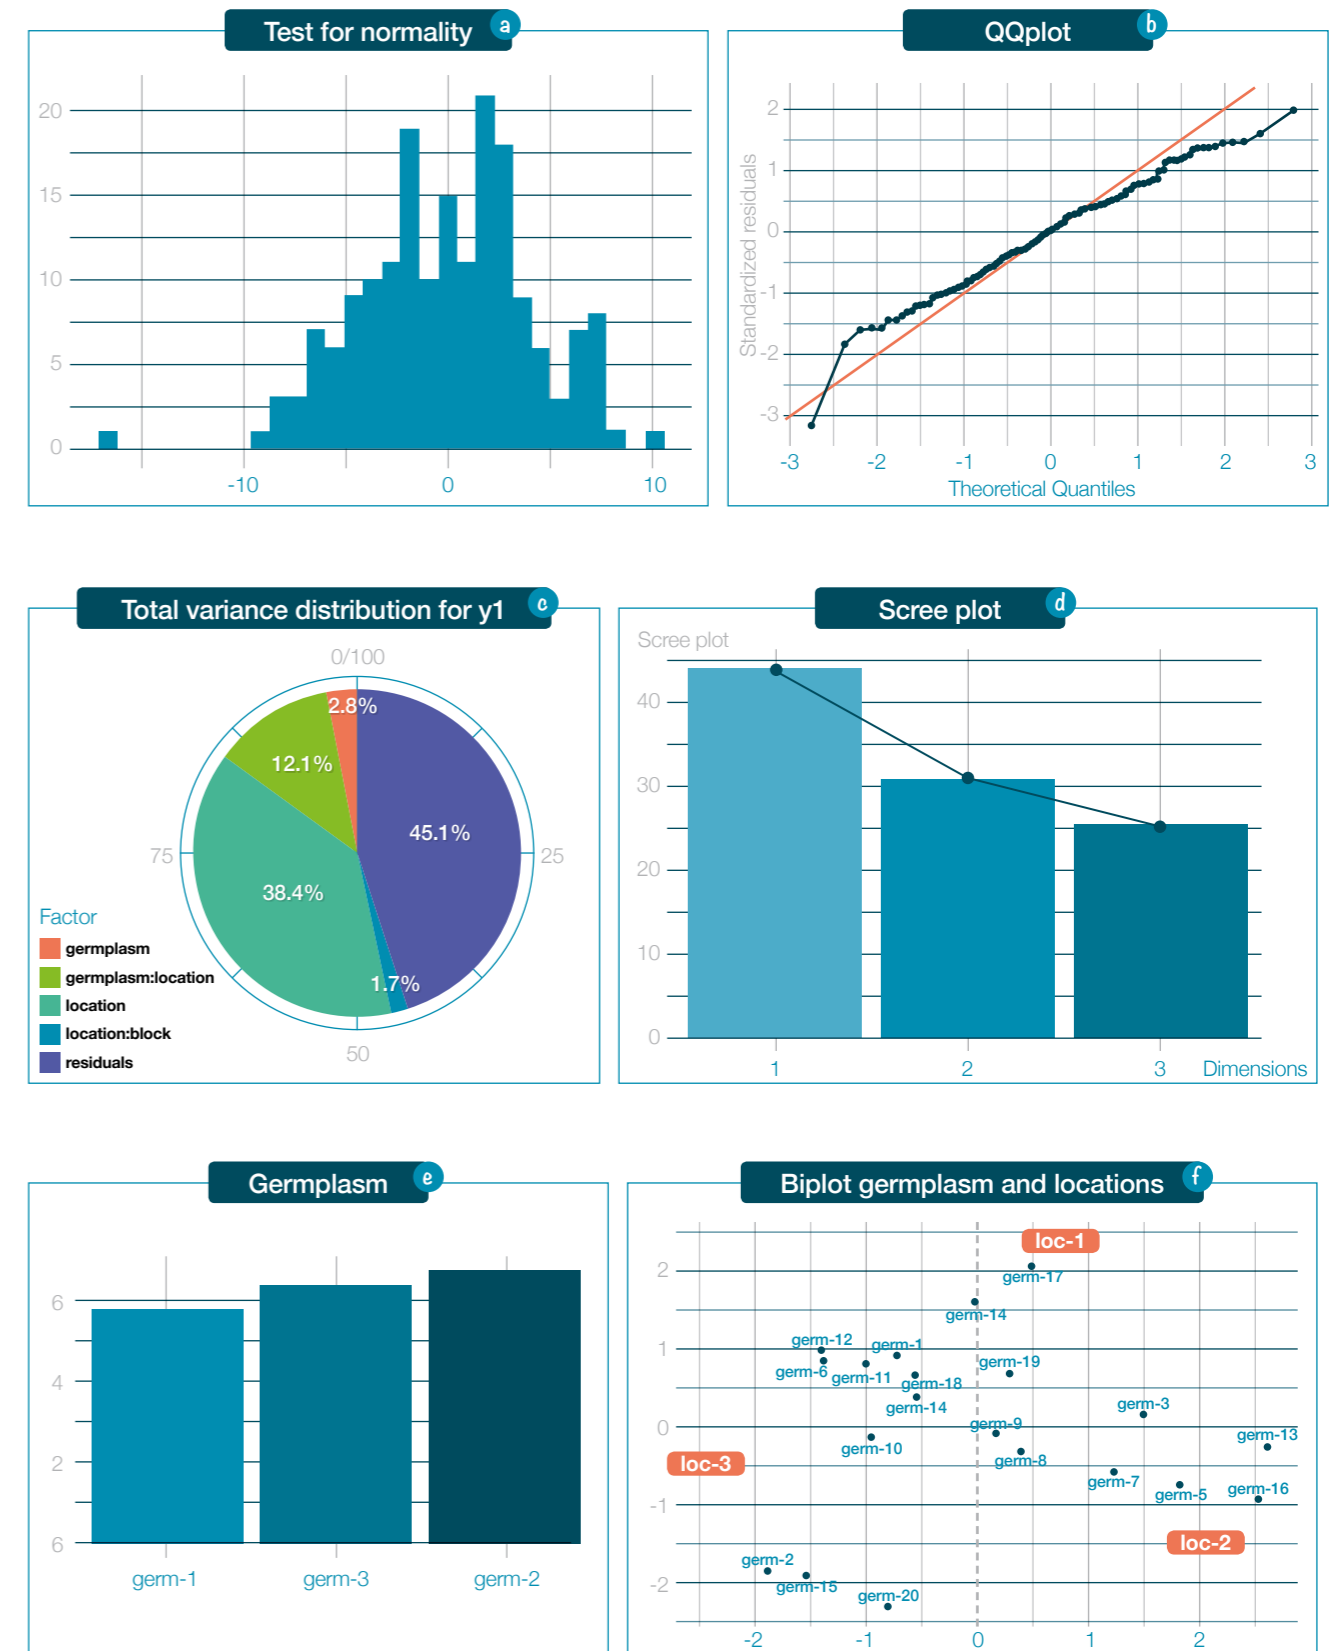 Test for normality a
20
15
10
5
0
-10 0 10
QQplot b
Standardized residuals
2
1
0
-1
-2
-3
-3 -2 -1 0 1 2 3
Theoretical Quantiles
Total variance distribution for y1 c
0/100
2.8%
12.1%
45.1%
75 25
38.4%
1.7%
50
Factor
germplasm
germplasm:location
location
location:block
residuals
Scree plot d
Scree plot
40
30
20
10
0
1 2 3 Dimensions
Germplasm e
6
4
2
6
germ-1 germ-3 germ-2
Biplot germplasm and locations f
loc-1
2
germ-17
germ-14
germ-12 germ-1
1
germ-19
germ-6 germ-11 germ-18
germ-14
germ-3
0
germ-9
germ-13
germ-10
germ-8
loc-3
germ-7
germ-5 germ-16
-1
loc-2
germ-2
-2
germ-15
germ-20
-2 -1 0 1 2